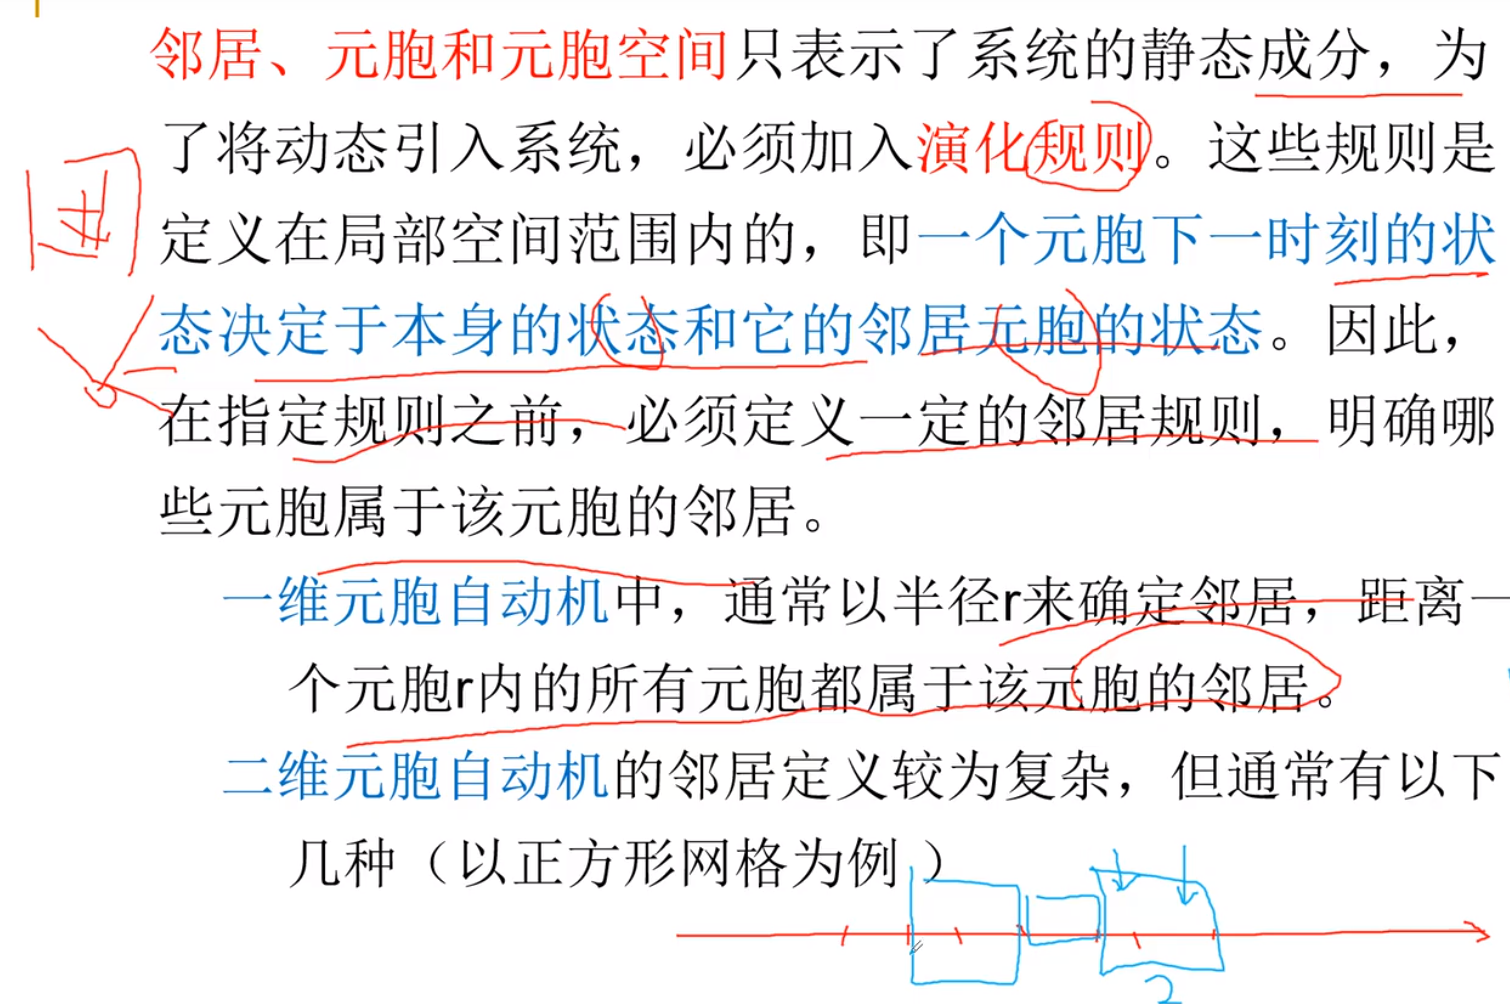 邻居、元胞和元胞空间只表示了系统的静态成分，为
了将动态引入系统，必须加入演化规则。这些规则是
定义在局部空间范围内的，即一个元胞下一时刻的状
态决定于本身的状态和它的邻居元胞的状态。因此，
在指定规则之前，必须定义一定的邻居规则，明确哪
些元胞属于该元胞的邻居。
一维元胞自动机中，通常以半径r来确定邻居，距离一
个元胞r内的所有元胞都属于该元胞的邻居。
二维元胞自动机的邻居定义较为复杂，但通常有以下
几种（以正方形网格为例 ）
2